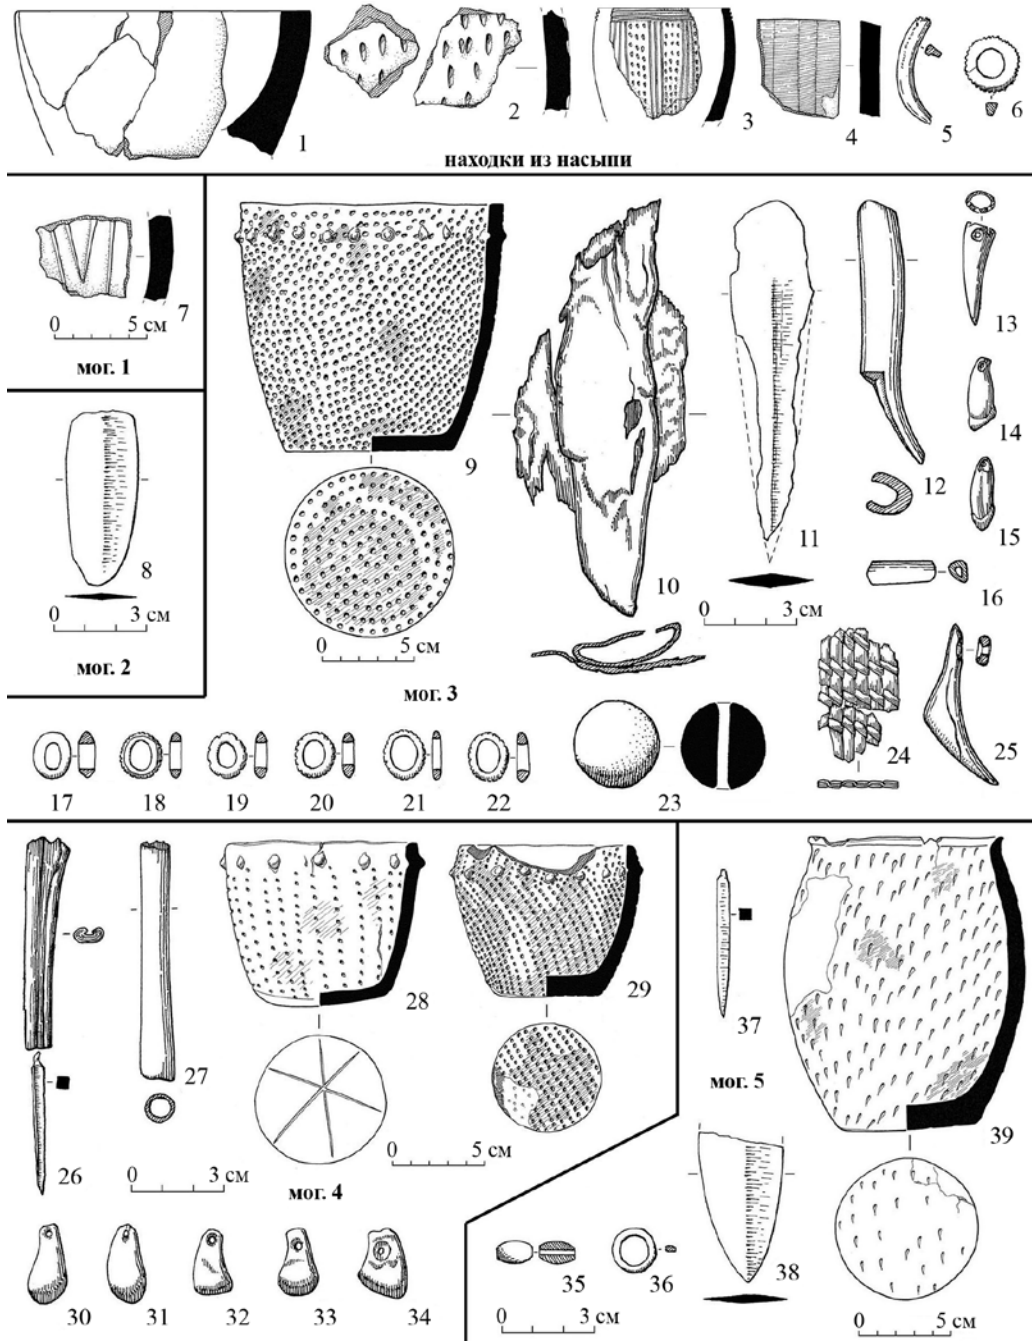 1
2
3
4
5
6
находки из насыпи
7
0 5 см
мог. 1
8
0 3 см
мог. 2
9
0 5 см
10
11
0 3 см
12
13
14
15
16
мог. 3
17
18
19
20
21
22
23
24
25
26
27
0 3 см
28
29
0 5 см
мог. 4
30
31
32
33
34
35
36
0 3 см
37
мог. 5
38
39
0 5 см